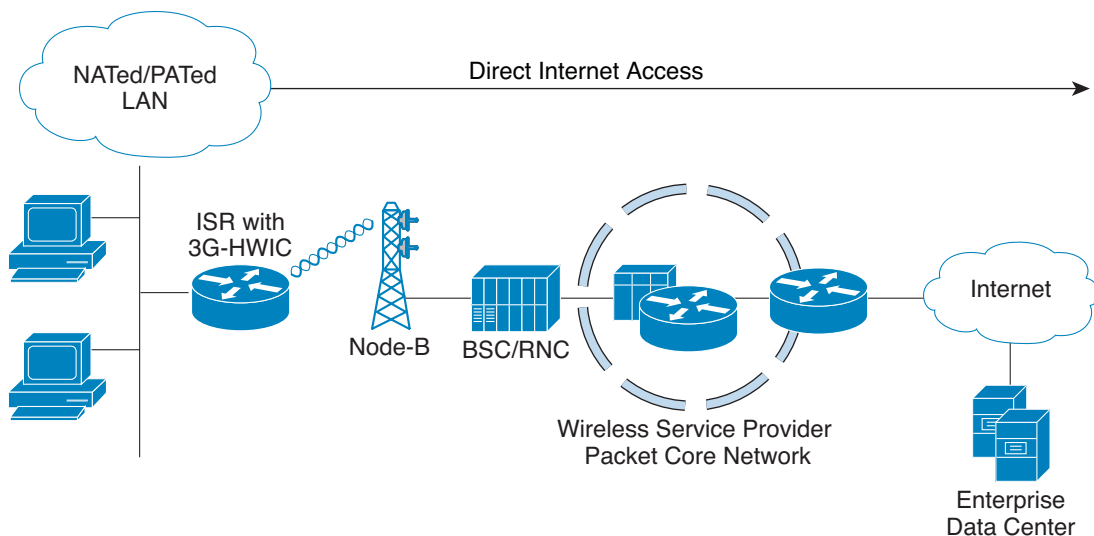 NATed/PATed
LAN
Direct Internet Access
ISR with
3G-HWIC
Node-B
BSC/RNC
Internet
Wireless Service Provider
Packet Core Network
Enterprise
Data Center